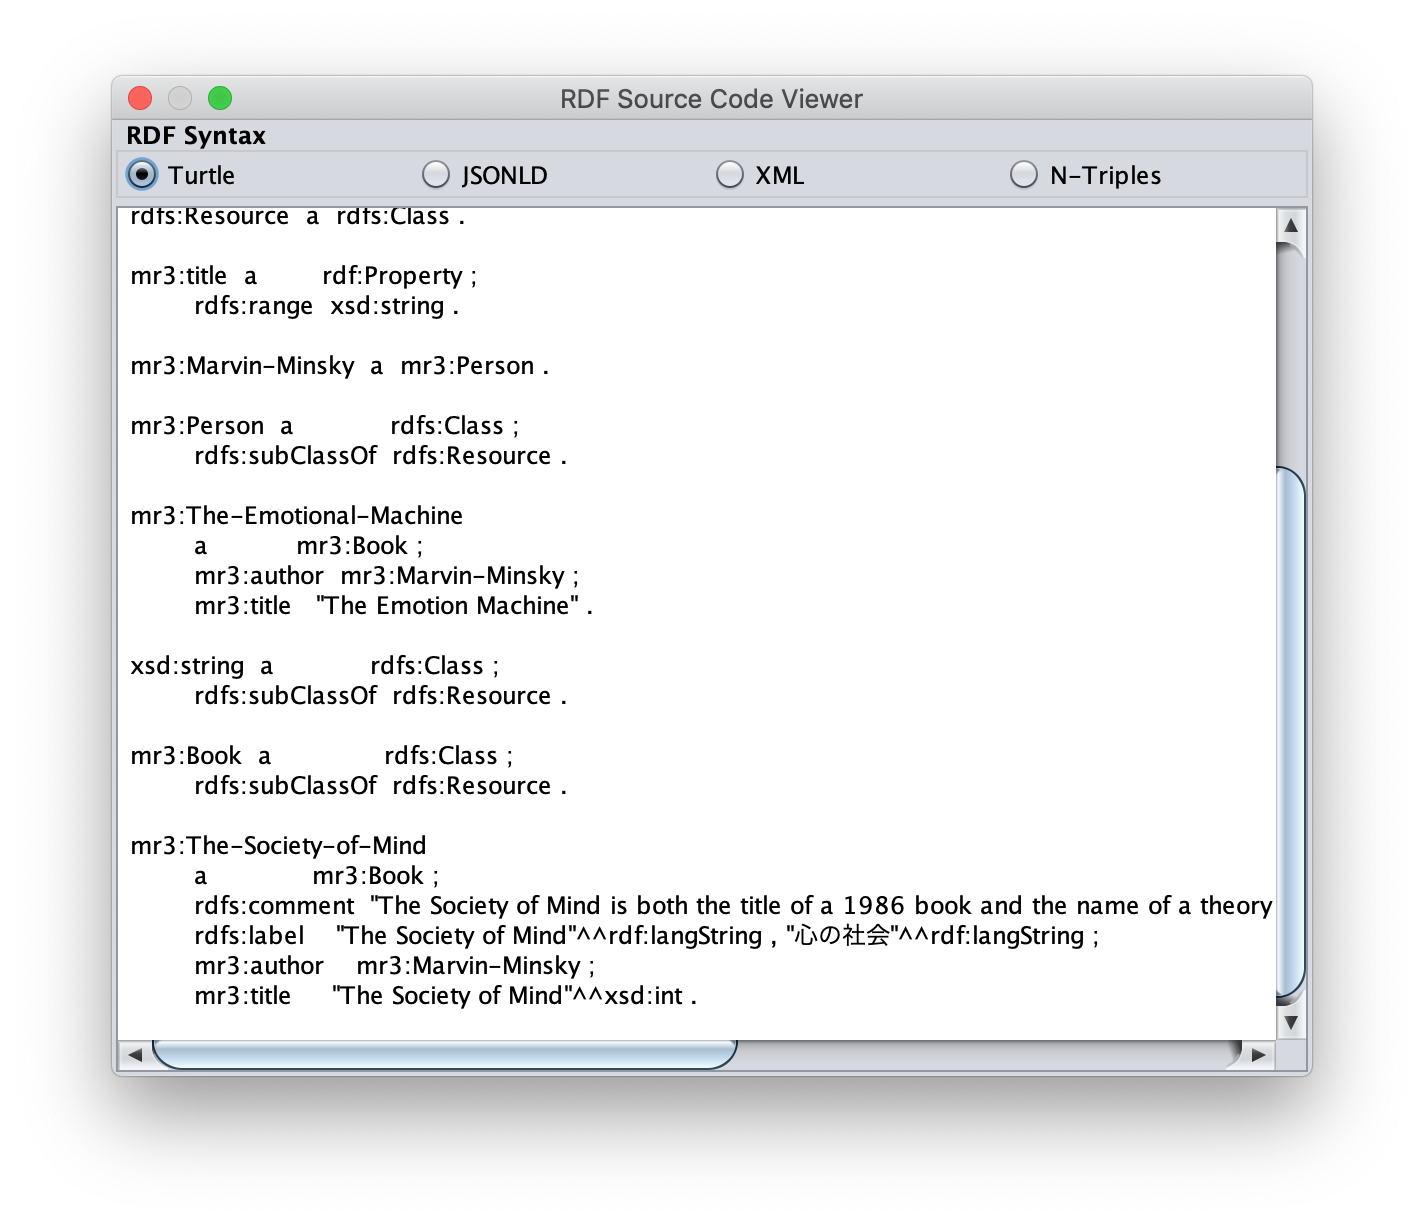 RDF Source Code Viewer
RDF Syntax
Turtle JSONLD XML N-Triples
rdfs:Resource a rdfs:Class .
mr3:title a rdf:Property ;
rdfs:range xsd:string .
mr3:Marvin-Minsky a mr3:Person .
mr3:Person a rdfs:Class ;
rdfs:subClassOf rdfs:Resource .
mr3:The-Emotional-Machine
a mr3:Book ;
mr3:author mr3:Marvin-Minsky ;
mr3:title "The Emotion Machine" .
xsd:string a rdfs:Class ;
rdfs:subClassOf rdfs:Resource .
mr3:Book a rdfs:Class ;
rdfs:subClassOf rdfs:Resource .
mr3:The-Society-of-Mind
a mr3:Book ;
rdfs:comment "The Society of Mind is both the title of a 1986 book and the name of a theory
rdfs:label "The Society of Mind"^^rdf:langString , "心の社会"^^rdf:langString ;
mr3:author mr3:Marvin-Minsky ;
mr3:title "The Society of Mind"^^xsd:int .